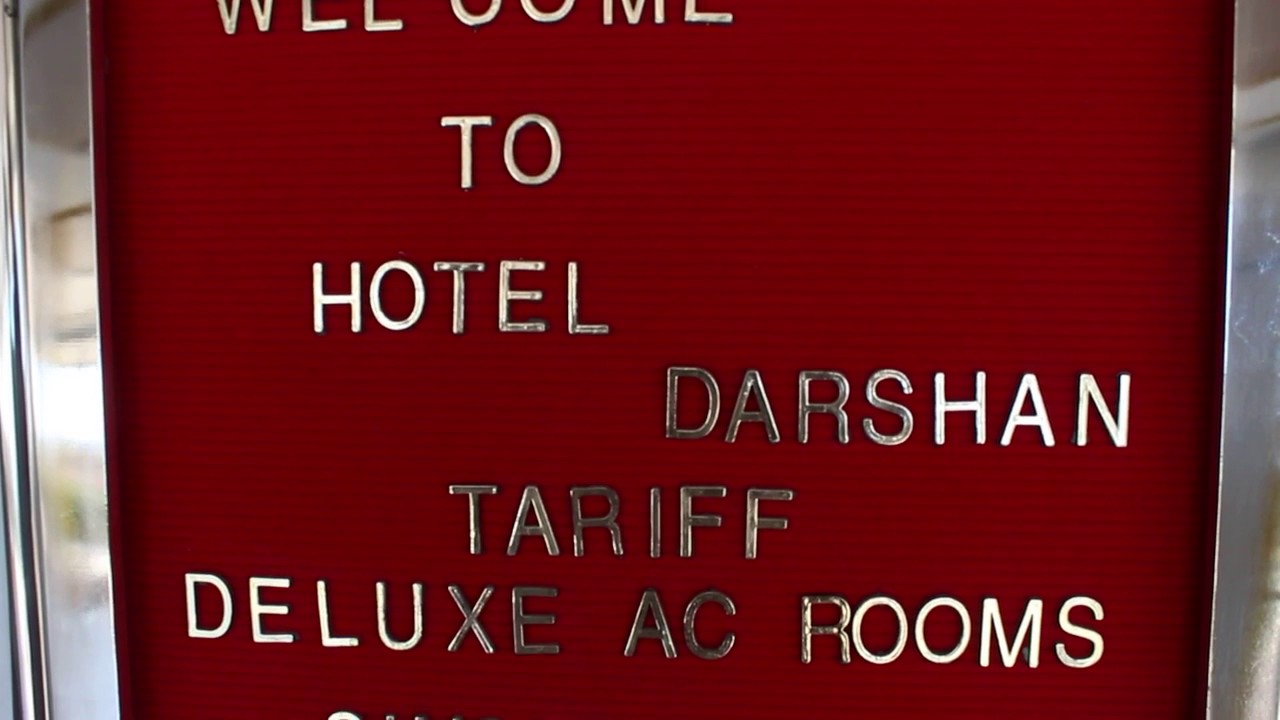 WELCOME
TO
HOTEL
DARSHAN
TARIFF
DELUXE AC ROOMS